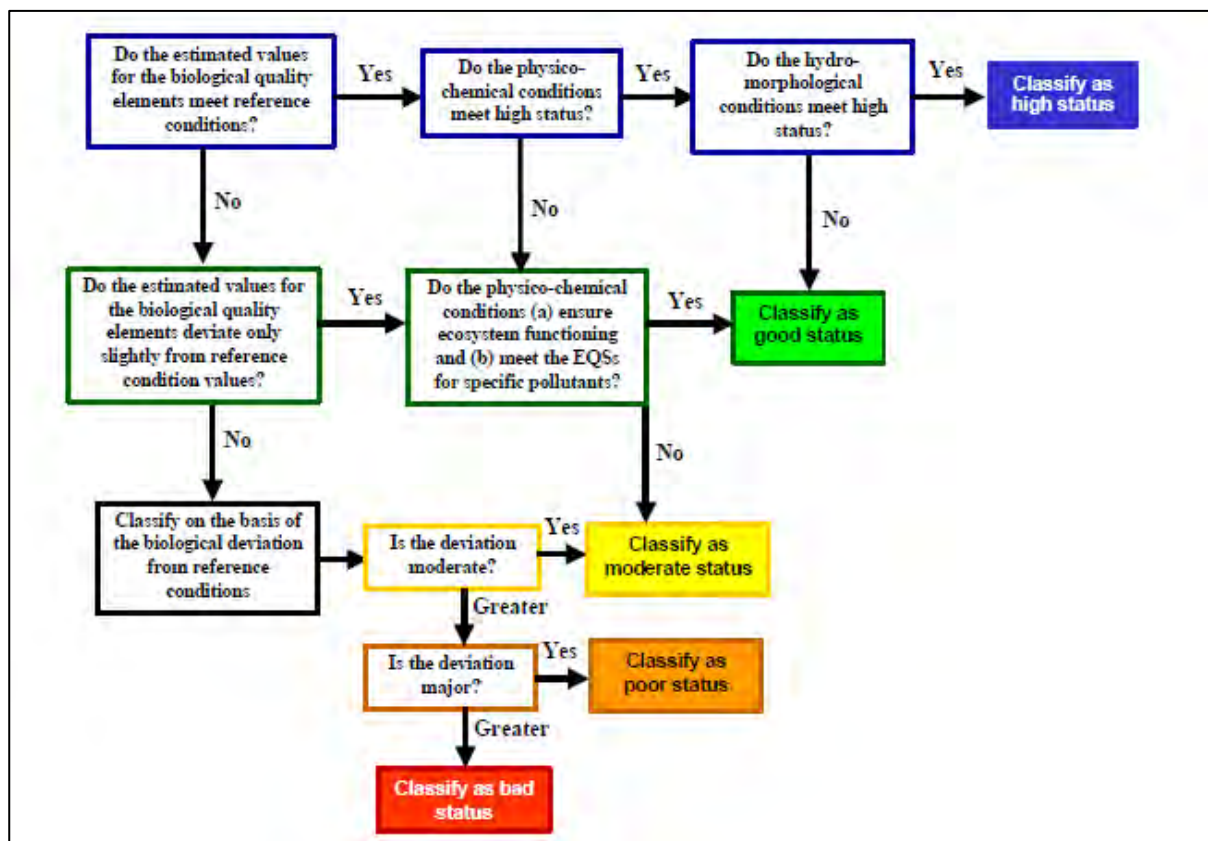 Do the estimated values
for the biological quality
elements meet reference
conditions?
Yes
Do the physico-
chemical conditions
meet high status?
Yes
Do the hydro-
morphological
conditions meet high
status?
Yes
Classify as
high status
No
No
No
Do the estimated values for
the biological quality
elements deviate only
slightly from reference
condition values?
Yes
Do the physico-chemical
conditions (a) ensure
ecosystem functioning
and (b) meet the EQSs
for specific pollutants?
Yes
Classify as
good status
No
No
Classify on the basis of
the biological deviation
from reference
conditions
Is the deviation
moderate?
Yes
Classify as
moderate status
Greater
Is the deviation
major?
Yes
Classify as
poor status
Greater
Classify as bad
status